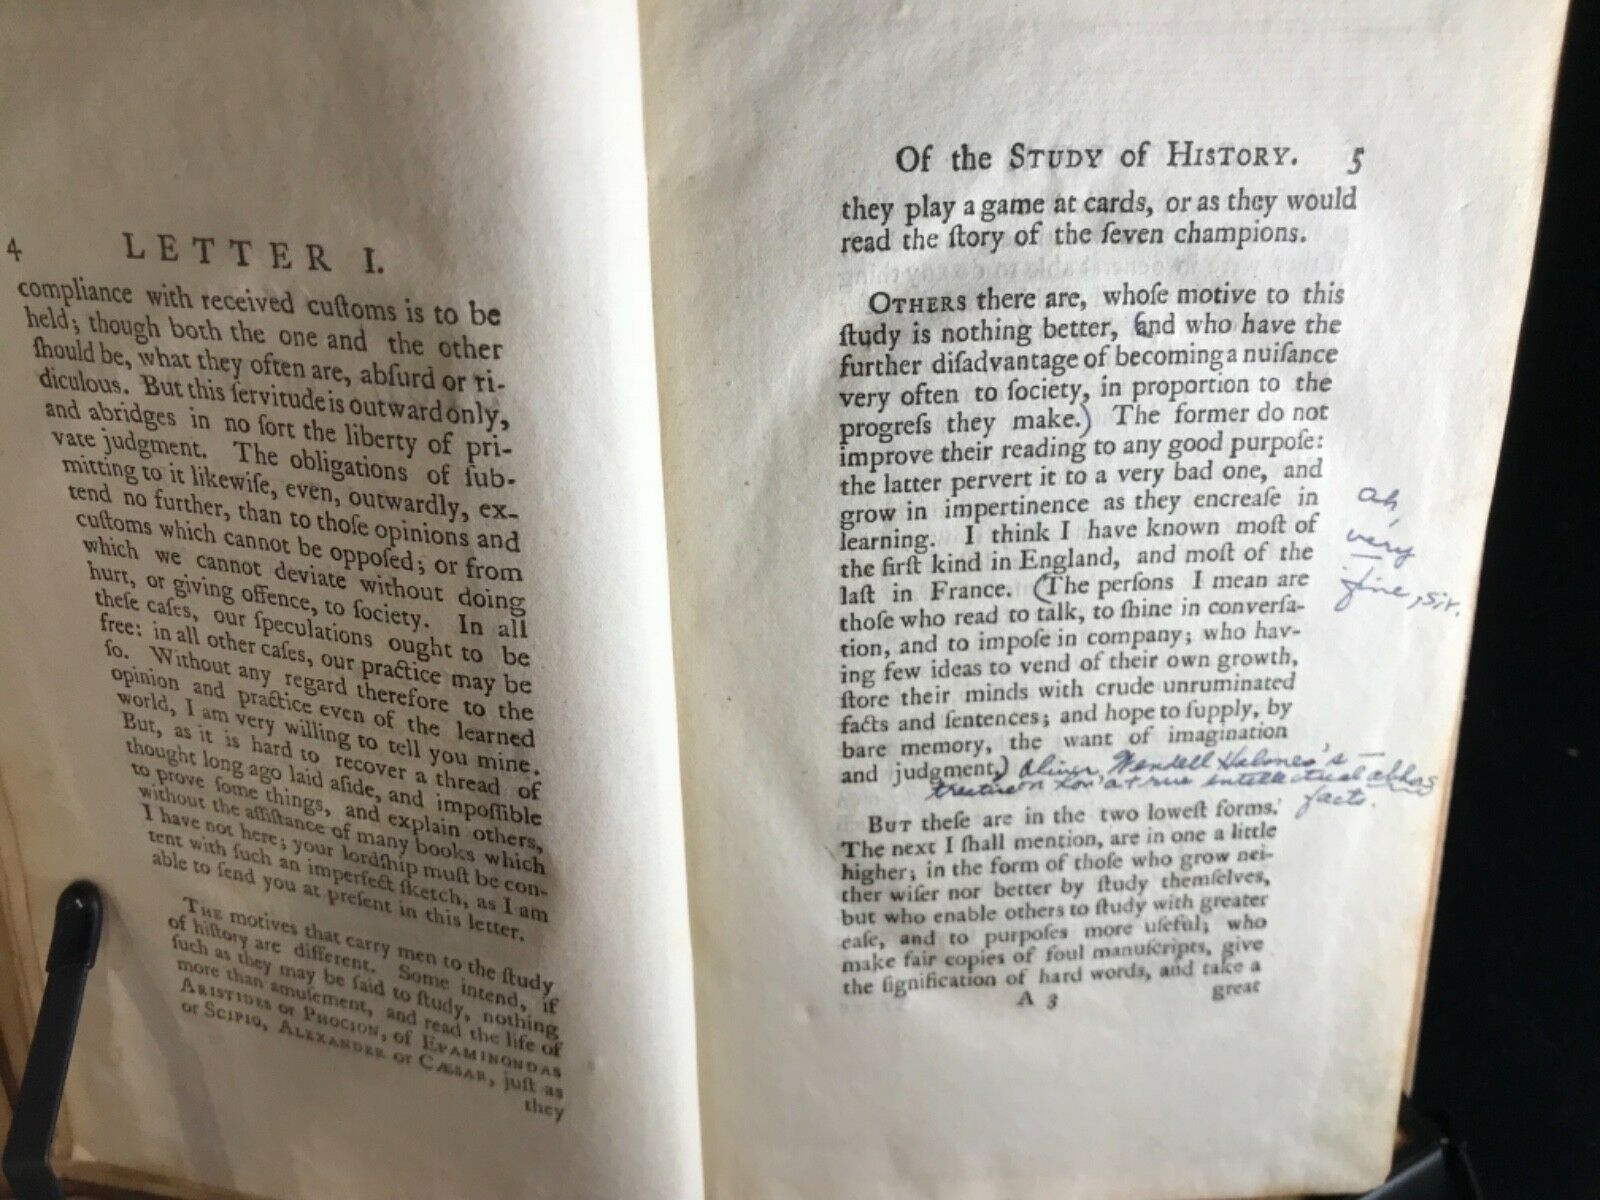 4 LETTER I.
compliance with received cuſtoms is to be
held; though both the one and the other
ſhould be, what they often are, abſurd or ri-
diculous. But this ſervitude is outward only,
and abridges in no ſort the liberty of pri-
vate judgment. The obligations of ſub-
mitting to it likewiſe, even, outwardly, ex-
tend no further, than to thoſe opinions and
cuſtoms which cannot be oppoſed; or from
which we cannot deviate without doing
hurt, or giving offence, to ſociety. In all
theſe caſes, our ſpeculations ought to be
free: in all other caſes, our practice may be
ſo. Without any regard therefore to the
opinion and practice even of the learned
world, I am very willing to tell you mine.
But, as it is hard to recover a thread of
thought long ago laid aſide, and impoſſible
to prove ſome things, and explain others,
without the aſſiſtance of many books which
I have not here; your lordſhip muſt be con-
tent with ſuch an imperfect ſketch, as I am
able to ſend you at preſent in this letter.
THE motives that carry men to the ſtudy
of hiſtory are different. Some intend, if
ſuch as they may be ſaid to ſtudy, nothing
more than amuſement, and read the life of
ARISTIDES or PHOCION, of EPAMINONDAS
or SCIPIO, ALEXANDER or CÆSAR, juſt as
they
Of the STUDY of HISTORY. 5
they play a game at cards, or as they would
read the ſtory of the ſeven champions.
OTHERS there are, whoſe motive to this
ſtudy is nothing better, (and who have the
further diſadvantage of becoming a nuiſance
very often to ſociety, in proportion to the
progreſs they make.) The former do not
improve their reading to any good purpoſe:
the latter pervert it to a very bad one, and
grow in impertinence as they encreaſe in
learning. I think I have known moſt of
the firſt kind in England, and moſt of the
laſt in France. (The perſons I mean are
thoſe who read to talk, to ſhine in converſa-
tion, and to impoſe in company; who hav-
ing few ideas to vend of their own growth,
ſtore their minds with crude unruminated
facts and ſentences; and hope to ſupply, by
bare memory, the want of imagination
and judgment.) Oliver Wendell Holmes's —
treatise on how a true intellectual abhors
facts.
ah,
very
fine, sir.
BUT theſe are in the two loweſt forms.
The next I ſhall mention, are in one a little
higher; in the form of thoſe who grow nei-
ther wiſer nor better by ſtudy themſelves,
but who enable others to ſtudy with greater
eaſe, and to purpoſes more uſeful; who
make fair copies of foul manuſcripts, give
the ſignification of hard words, and take a
A 3 great